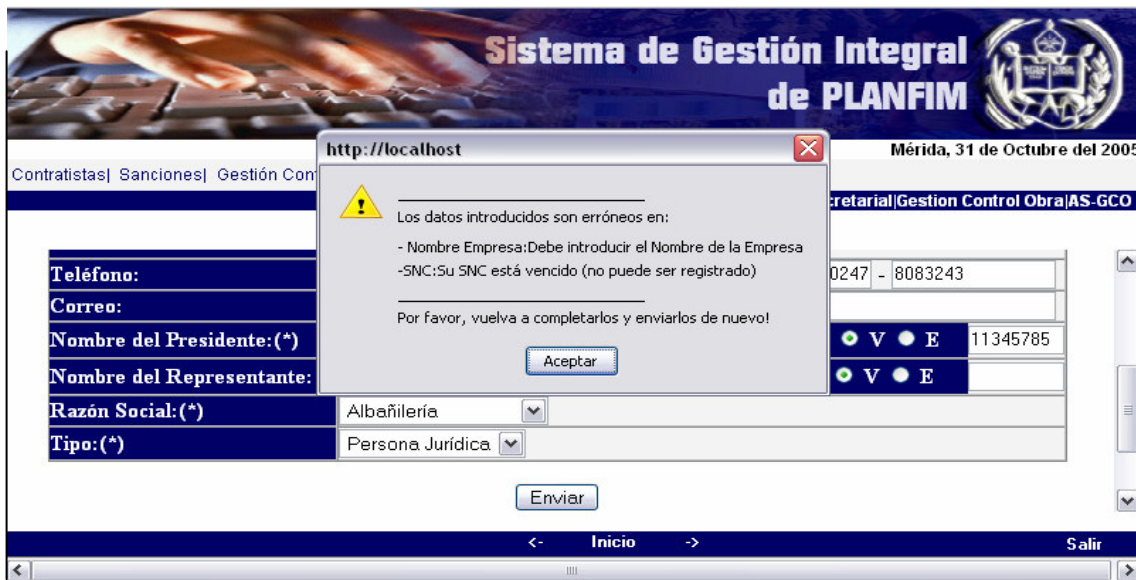 Sistema de Gestión Integral
de PLANFIM
http://localhost
Mérida, 31 de Octubre del 2005
Contratistas| Sanciones| Gestión Con
cretarial|Gestion Control Obra|AS-GCO
Los datos introducidos son erróneos en:
- Nombre Empresa:Debe introducir el Nombre de la Empresa
-SNC:Su SNC está vencido (no puede ser registrado)
Por favor, vuelva a completarlos y enviarlos de nuevo!
Aceptar
Teléfono: 0247 - 8083243
Correo:
Nombre del Presidente:(*) V E 11345785
Nombre del Representante: V E
Razón Social:(*) Albañilería
Tipo:(*) Persona Jurídica
Enviar
<- Inicio -> Salir